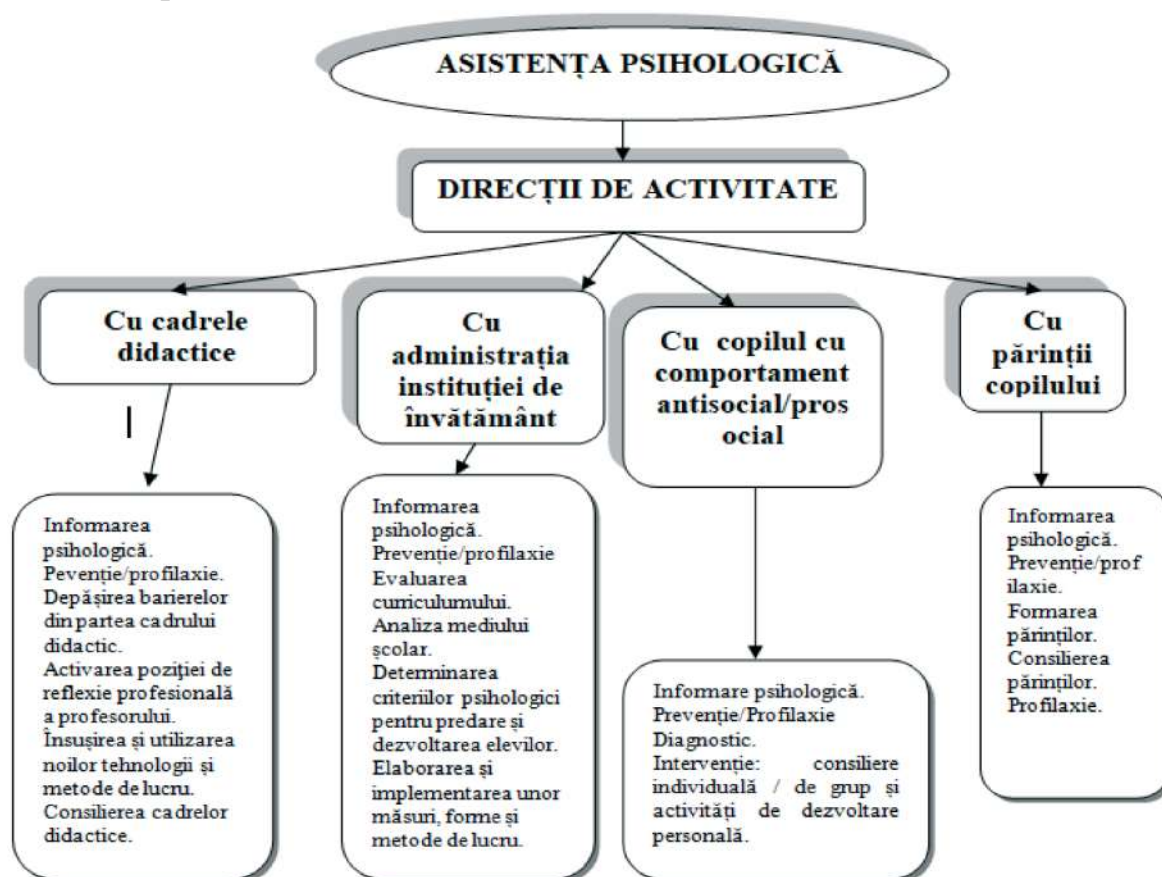 ASISTENȚA PSIHOLOGICĂ
DIRECȚII DE ACTIVITATE
Cu cadrele
didactice
Cu
administrația
instituției de
învătământ
Cu copilul cu
comportament
antisocial/pros
ocial
Cu
părinții
copilului
Informarea
psihologică.
Pevenție/profilaxie.
Depășirea barierelor
din partea cadrului
didactic.
Activarea poziţiei de
reflexie profesională
a profesorului.
Însușirea și utilizarea
noilor tehnologii și
metode de lucru.
Consilierea cadrelor
didactice.
Informarea
psihologică.
Prevenție/profilaxie
Evaluarea
curriculumului.
Analiza mediului
școlar.
Determinarea
criteriilor psihologici
pentru predare și
dezvoltarea elevilor.
Elaborarea și
implementarea unor
măsuri, forme și
metode de lucru.
Informare psihologică.
Prevenție/Profilaxie
Diagnostic.
Intervenție: consiliere
individuală / de grup și
activități de dezvoltare
personală.
Informarea
psihologică.
Prevenție/prof
ilaxie.
Formarea
părinților.
Consilierea
părinților.
Profilaxie.